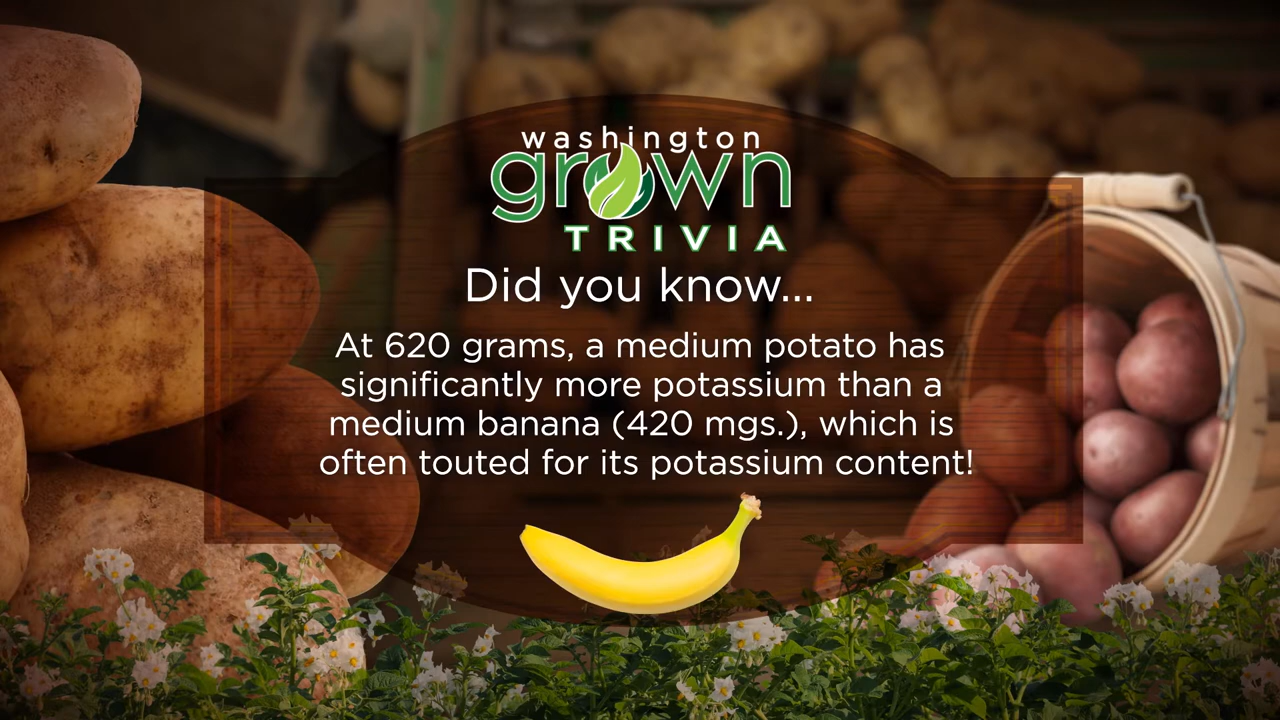 washington
grown
TRIVIA
Did you know...
At 620 grams, a medium potato has
significantly more potassium than a
medium banana (420 mgs.), which is
often touted for its potassium content!